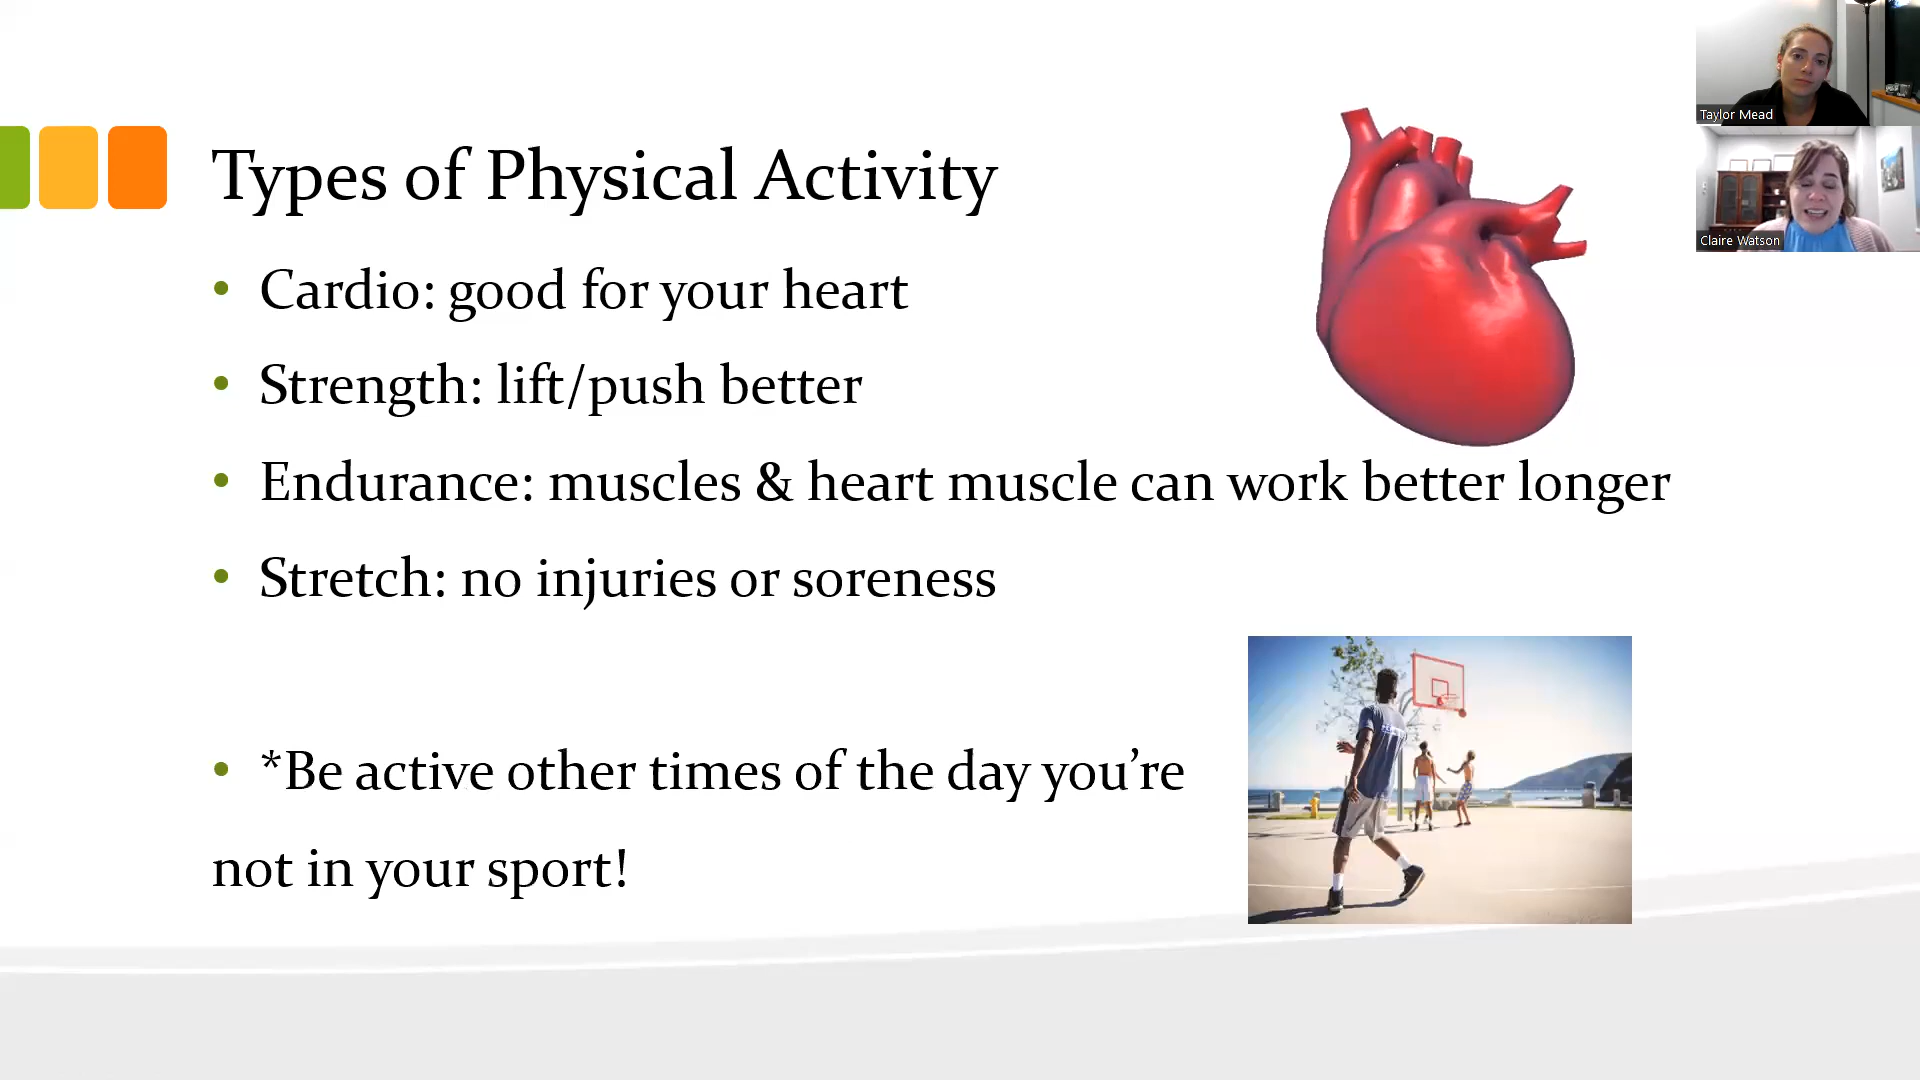 Types of Physical Activity
• Cardio: good for your heart
• Strength: lift/push better
• Endurance: muscles & heart muscle can work better longer
• Stretch: no injuries or soreness
• *Be active other times of the day you’re
not in your sport!
Taylor Mead
Claire Watson